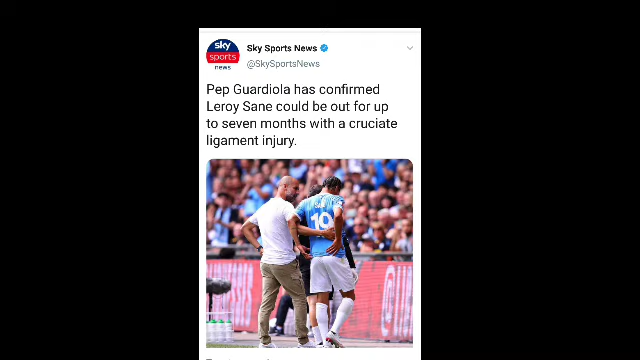 sky
sports
news
Sky Sports News
@SkySportsNews
Pep Guardiola has confirmed
Leroy Sane could be out for up
to seven months with a cruciate
ligament injury.
19